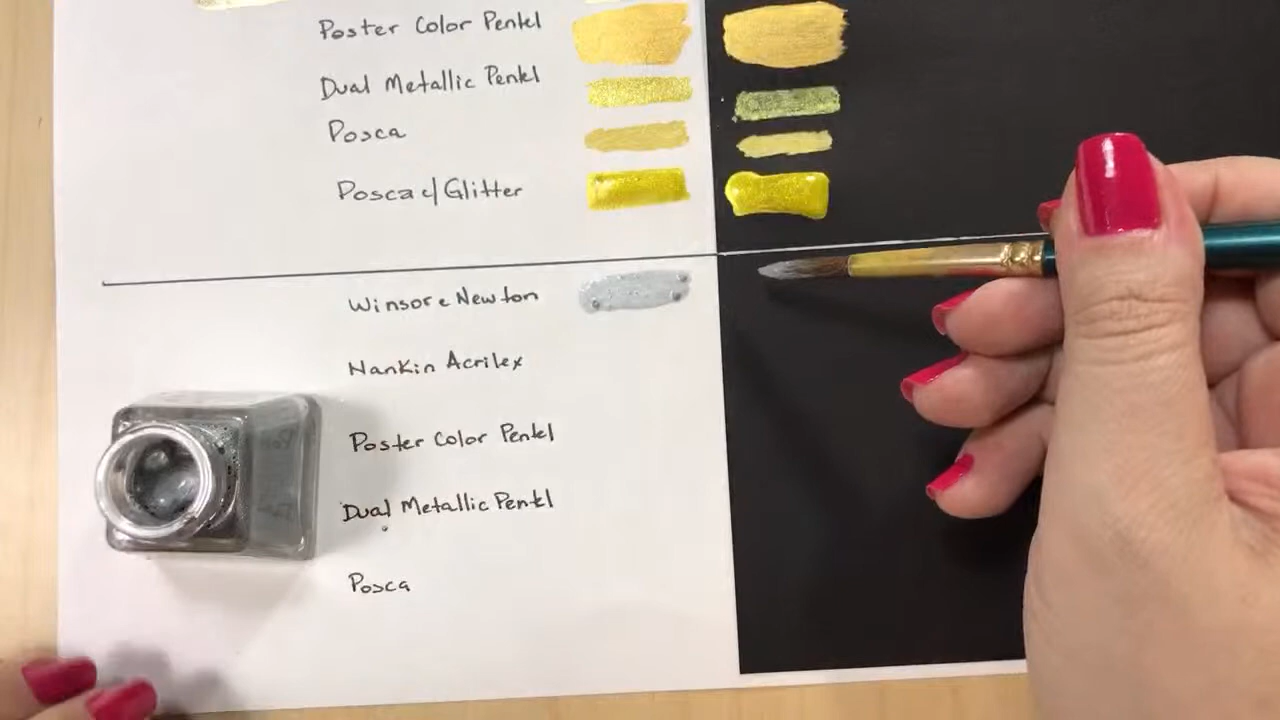 Poster Color Pentel
Dual Metallic Pentel
Posca
Posca c/Glitter
Winsor e Newton
Nankin Acrilex
Poster Color Pentel
Dual Metallic Pentel
Posca